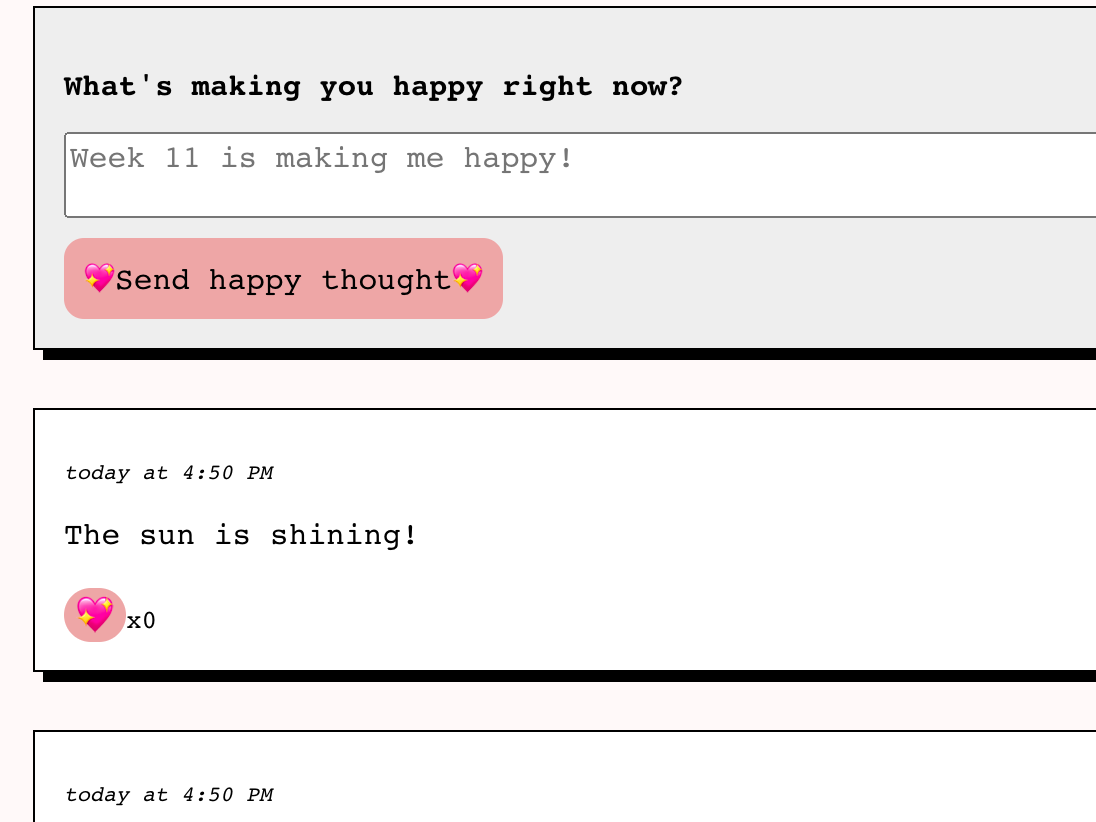 What's making you happy right now?
Week 11 is making me happy!
💖Send happy thought💖
today at 4:50 PM
The sun is shining!
💖x0
today at 4:50 PM